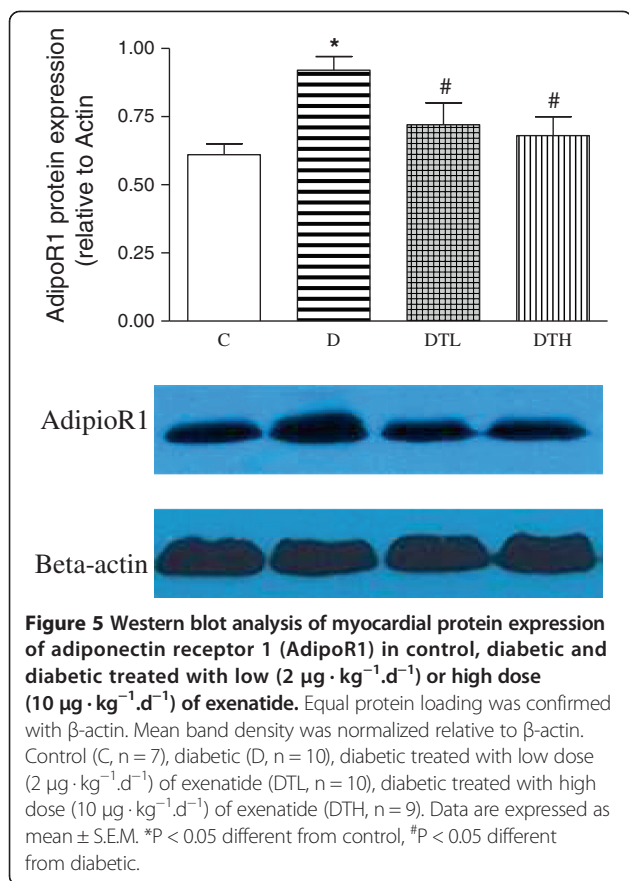 1.00
0.75
0.50
0.25
0.00
AdipoR1 protein expression
(relative to Actin
*
#
#
C D DTL DTH
AdipioR1
Beta-actin
Figure 5 Western blot analysis of myocardial protein expression
of adiponectin receptor 1 (AdipoR1) in control, diabetic and
diabetic treated with low (2 μg · kg⁻¹.d⁻¹) or high dose
(10 μg · kg⁻¹.d⁻¹) of exenatide. Equal protein loading was confirmed
with β-actin. Mean band density was normalized relative to β-actin.
Control (C, n = 7), diabetic (D, n = 10), diabetic treated with low dose
(2 μg · kg⁻¹.d⁻¹) of exenatide (DTL, n = 10), diabetic treated with high
dose (10 μg · kg⁻¹.d⁻¹) of exenatide (DTH, n = 9). Data are expressed as
mean ± S.E.M. *P < 0.05 different from control, #P < 0.05 different
from diabetic.